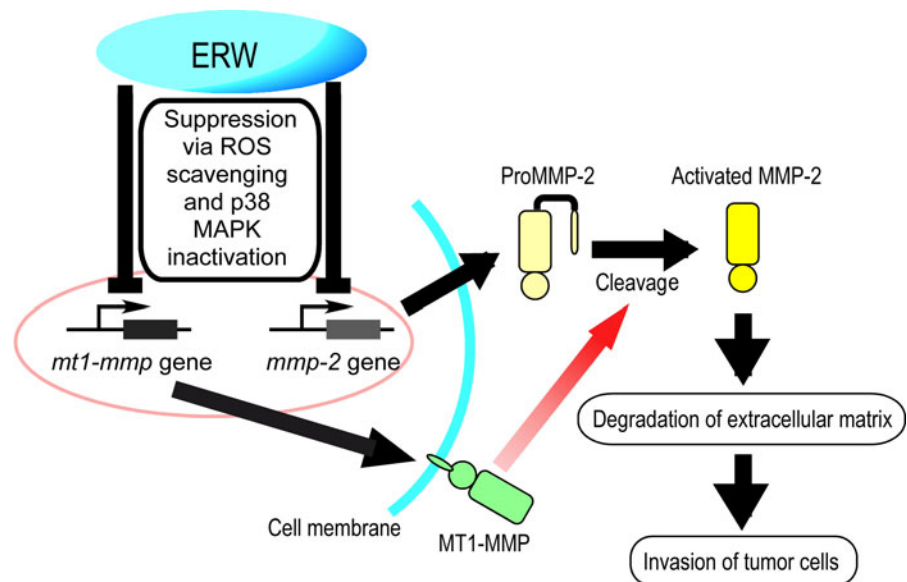 ERW
Suppression
via ROS
scavenging
and p38
MAPK
inactivation
ProMMP-2
Activated MMP-2
Cleavage
mt1-mmp gene
mmp-2 gene
Degradation of extracellular matrix
Cell membrane
MT1-MMP
Invasion of tumor cells